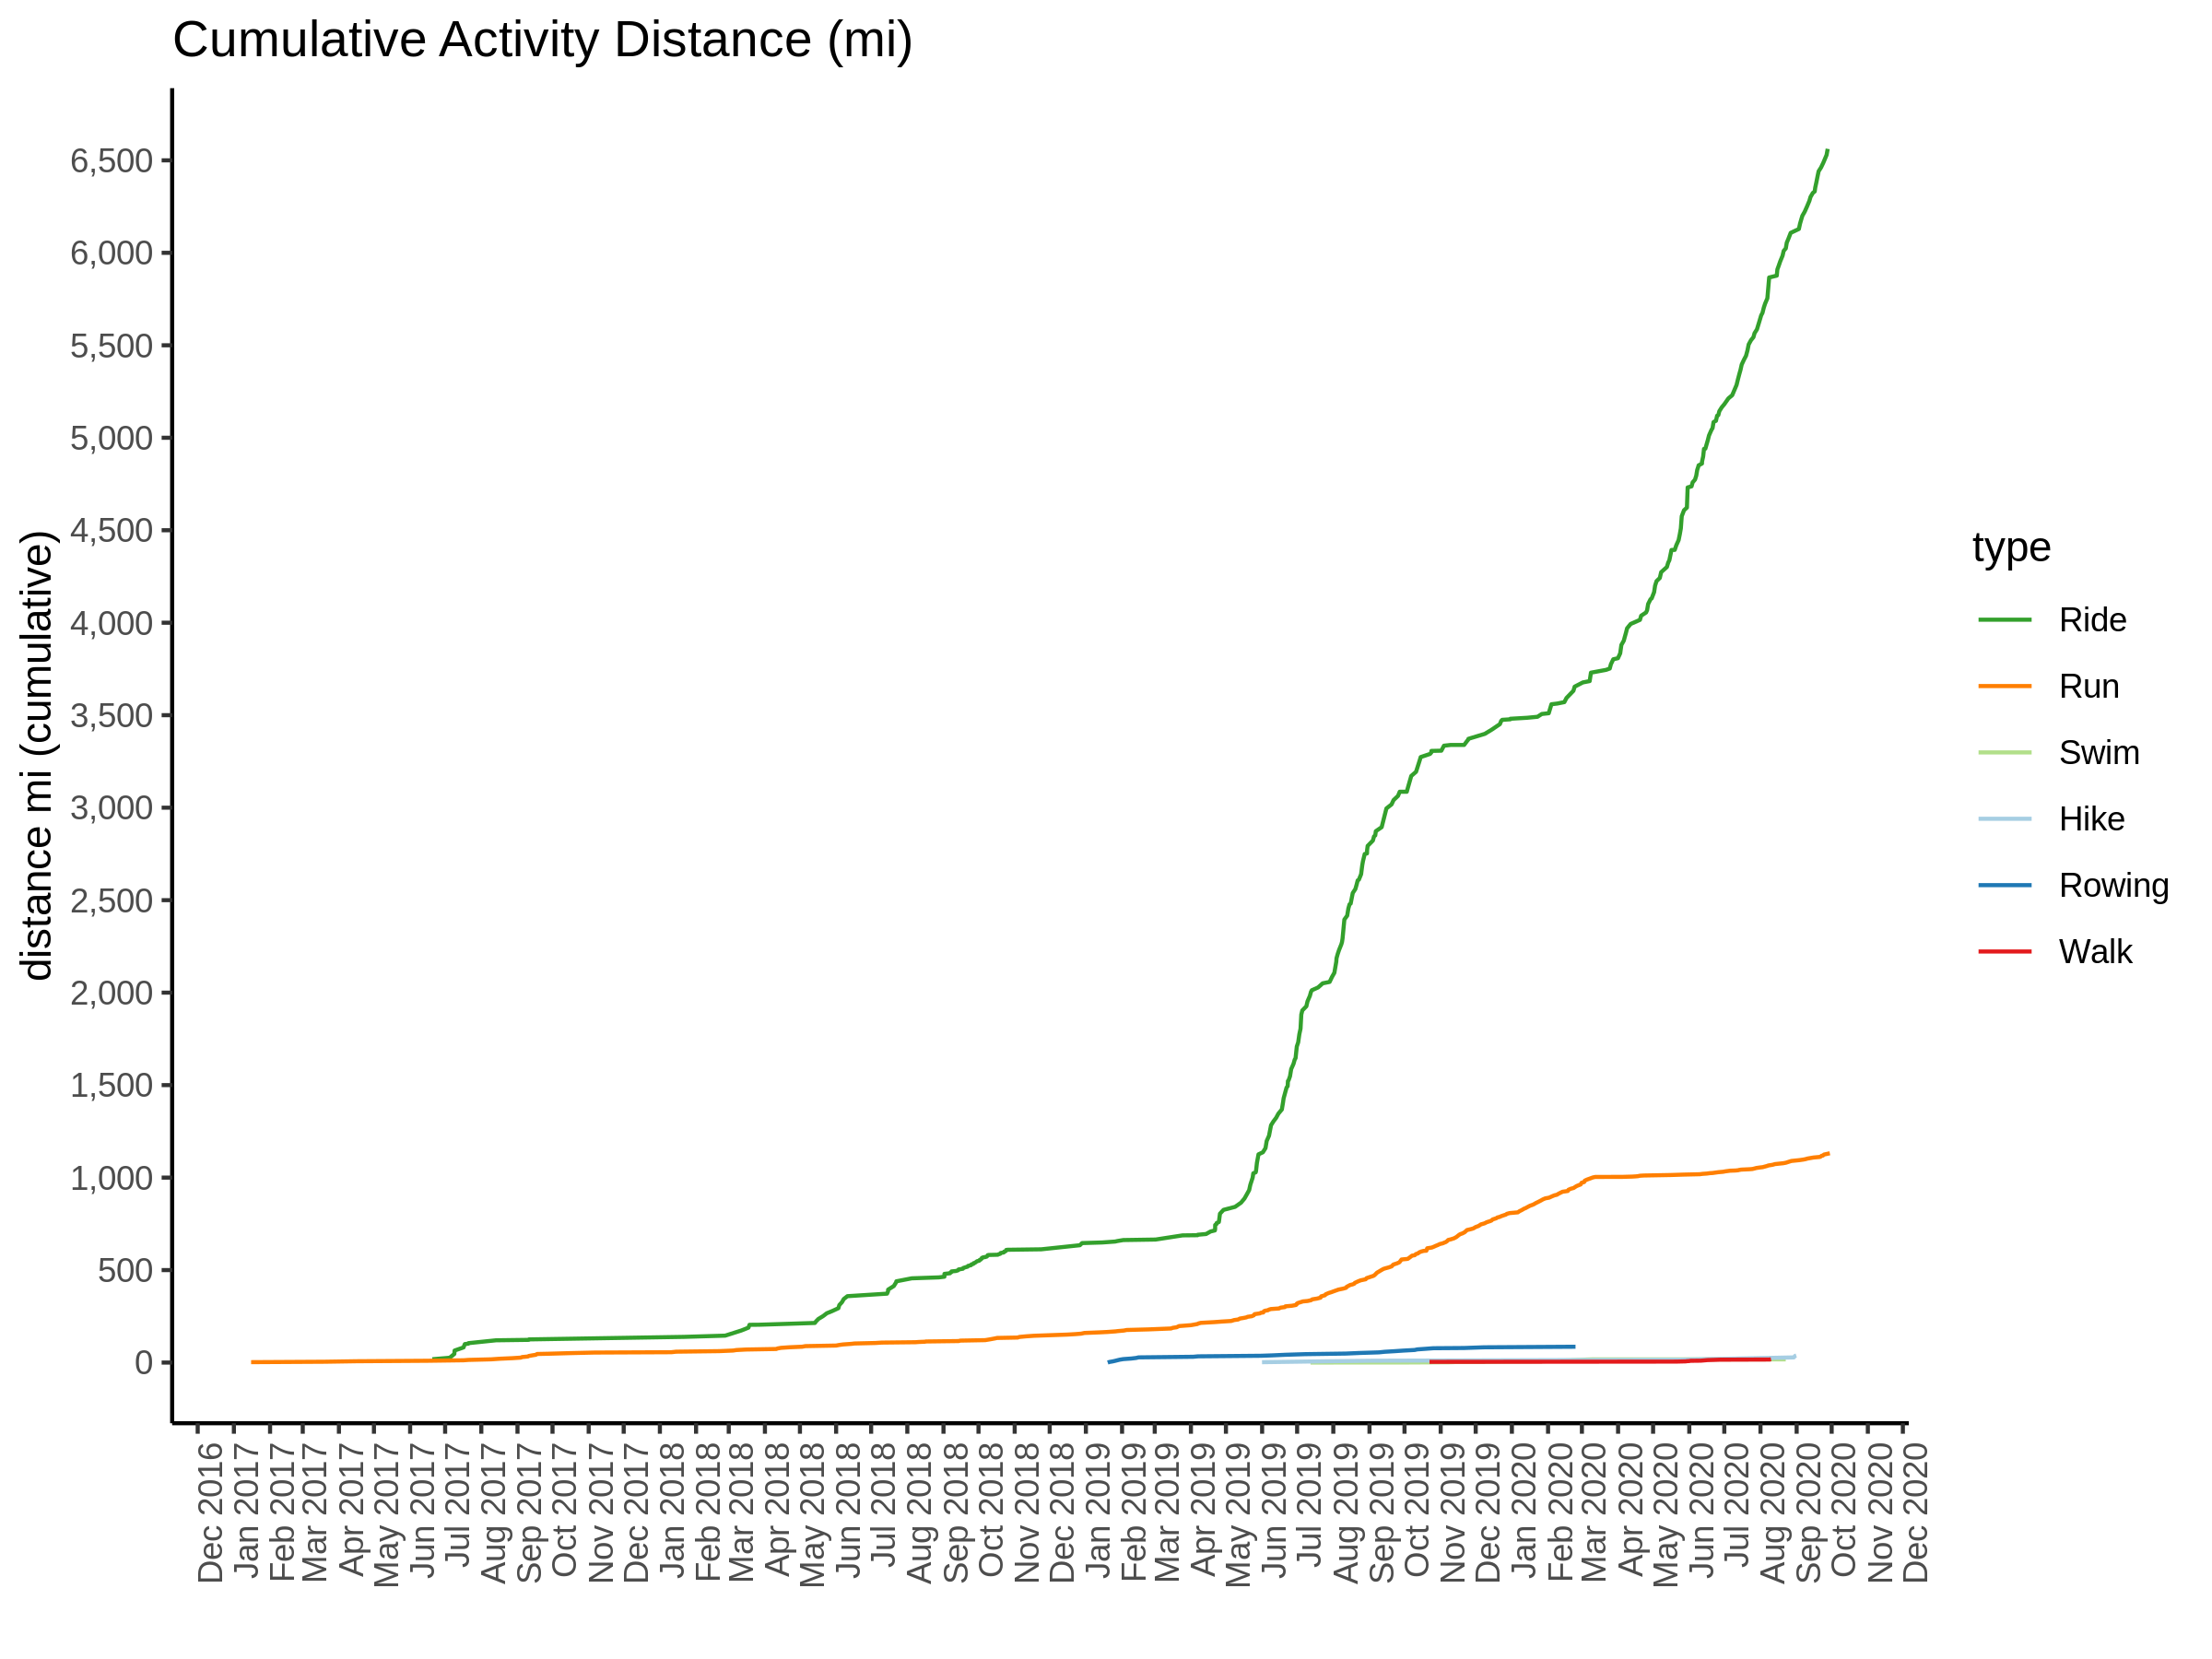 Cumulative Activity Distance (mi)
distance mi (cumulative)
6,500
6,000
5,500
5,000
4,500
4,000
3,500
3,000
2,500
2,000
1,500
1,000
500
0
Dec 2016
Jan 2017
Feb 2017
Mar 2017
Apr 2017
May 2017
Jun 2017
Jul 2017
Aug 2017
Sep 2017
Oct 2017
Nov 2017
Dec 2017
Jan 2018
Feb 2018
Mar 2018
Apr 2018
May 2018
Jun 2018
Jul 2018
Aug 2018
Sep 2018
Oct 2018
Nov 2018
Dec 2018
Jan 2019
Feb 2019
Mar 2019
Apr 2019
May 2019
Jun 2019
Jul 2019
Aug 2019
Sep 2019
Oct 2019
Nov 2019
Dec 2019
Jan 2020
Feb 2020
Mar 2020
Apr 2020
May 2020
Jun 2020
Jul 2020
Aug 2020
Sep 2020
Oct 2020
Nov 2020
Dec 2020
type
Ride
Run
Swim
Hike
Rowing
Walk